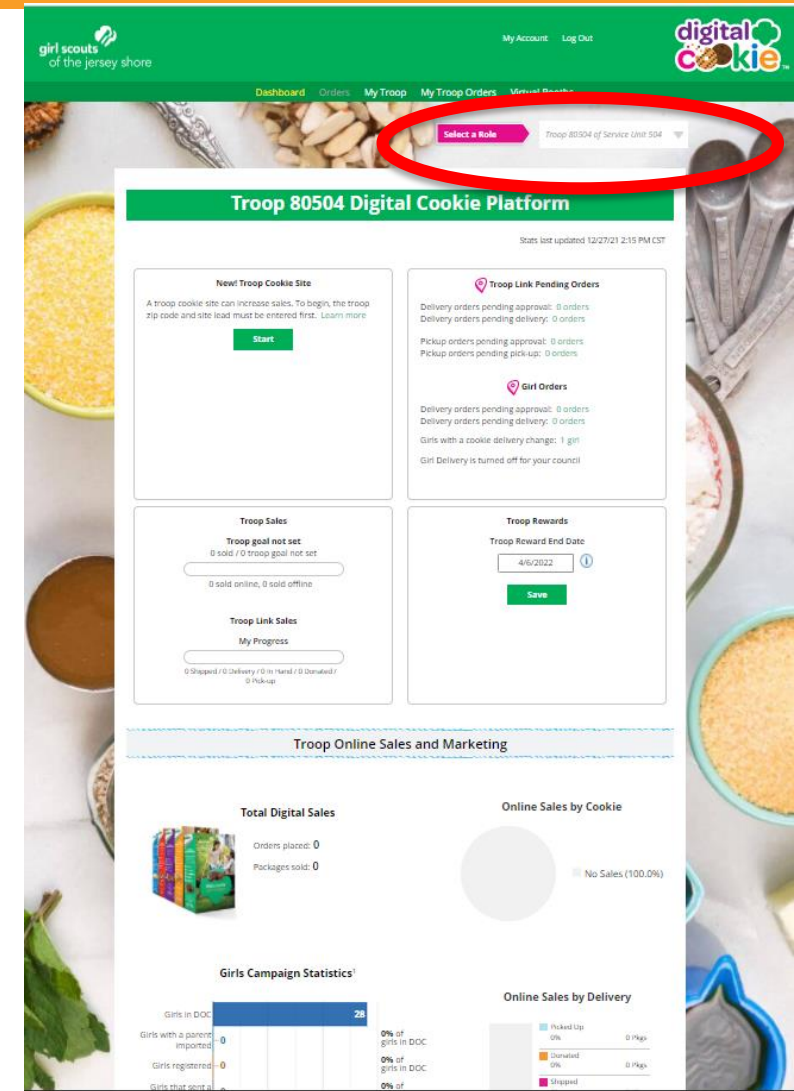 girl scouts
of the jersey shore
My Account Log Out
digital
cookie
Dashboard Orders My Troop My Troop Orders Virtual Booths
Select a Role
Troop 80504 of Service Unit 504
Troop 80504 Digital Cookie Platform
Stats last updated 12/27/21 2:15 PM CST
New! Troop Cookie Site
A troop cookie site can increase sales. To begin, the troop
zip code and site lead must be entered first. Learn more
Start
Troop Link Pending Orders
Delivery orders pending approval: 0 orders
Delivery orders pending delivery: 0 orders
Pickup orders pending approval: 0 orders
Pickup orders pending pick-up: 0 orders
Girl Orders
Delivery orders pending approval: 0 orders
Delivery orders pending delivery: 0 orders
Girls with a cookie delivery change: 1 girl
Girl Delivery is turned off for your council
Troop Sales
Troop goal not set
0 sold / 0 troop goal not set
0 sold online, 0 sold offline
Troop Link Sales
My Progress
0 Shipped / 0 Delivery / 0 In Hand / 0 Donated /
0 Pick-up
Troop Rewards
Troop Reward End Date
4/6/2022
i
Save
Troop Online Sales and Marketing
Total Digital Sales
Orders placed: 0
Packages sold: 0
Online Sales by Cookie
No Sales (100.0%)
Girls Campaign Statistics¹
Girls in DOC
28
Girls with a parent
imported
0
0% of
girls in DOC
Girls registered
0
0% of
girls in DOC
Girls that sent a
0% of
Online Sales by Delivery
Picked Up
0% 0 Pkgs
Donated
0% 0 Pkgs
Shipped